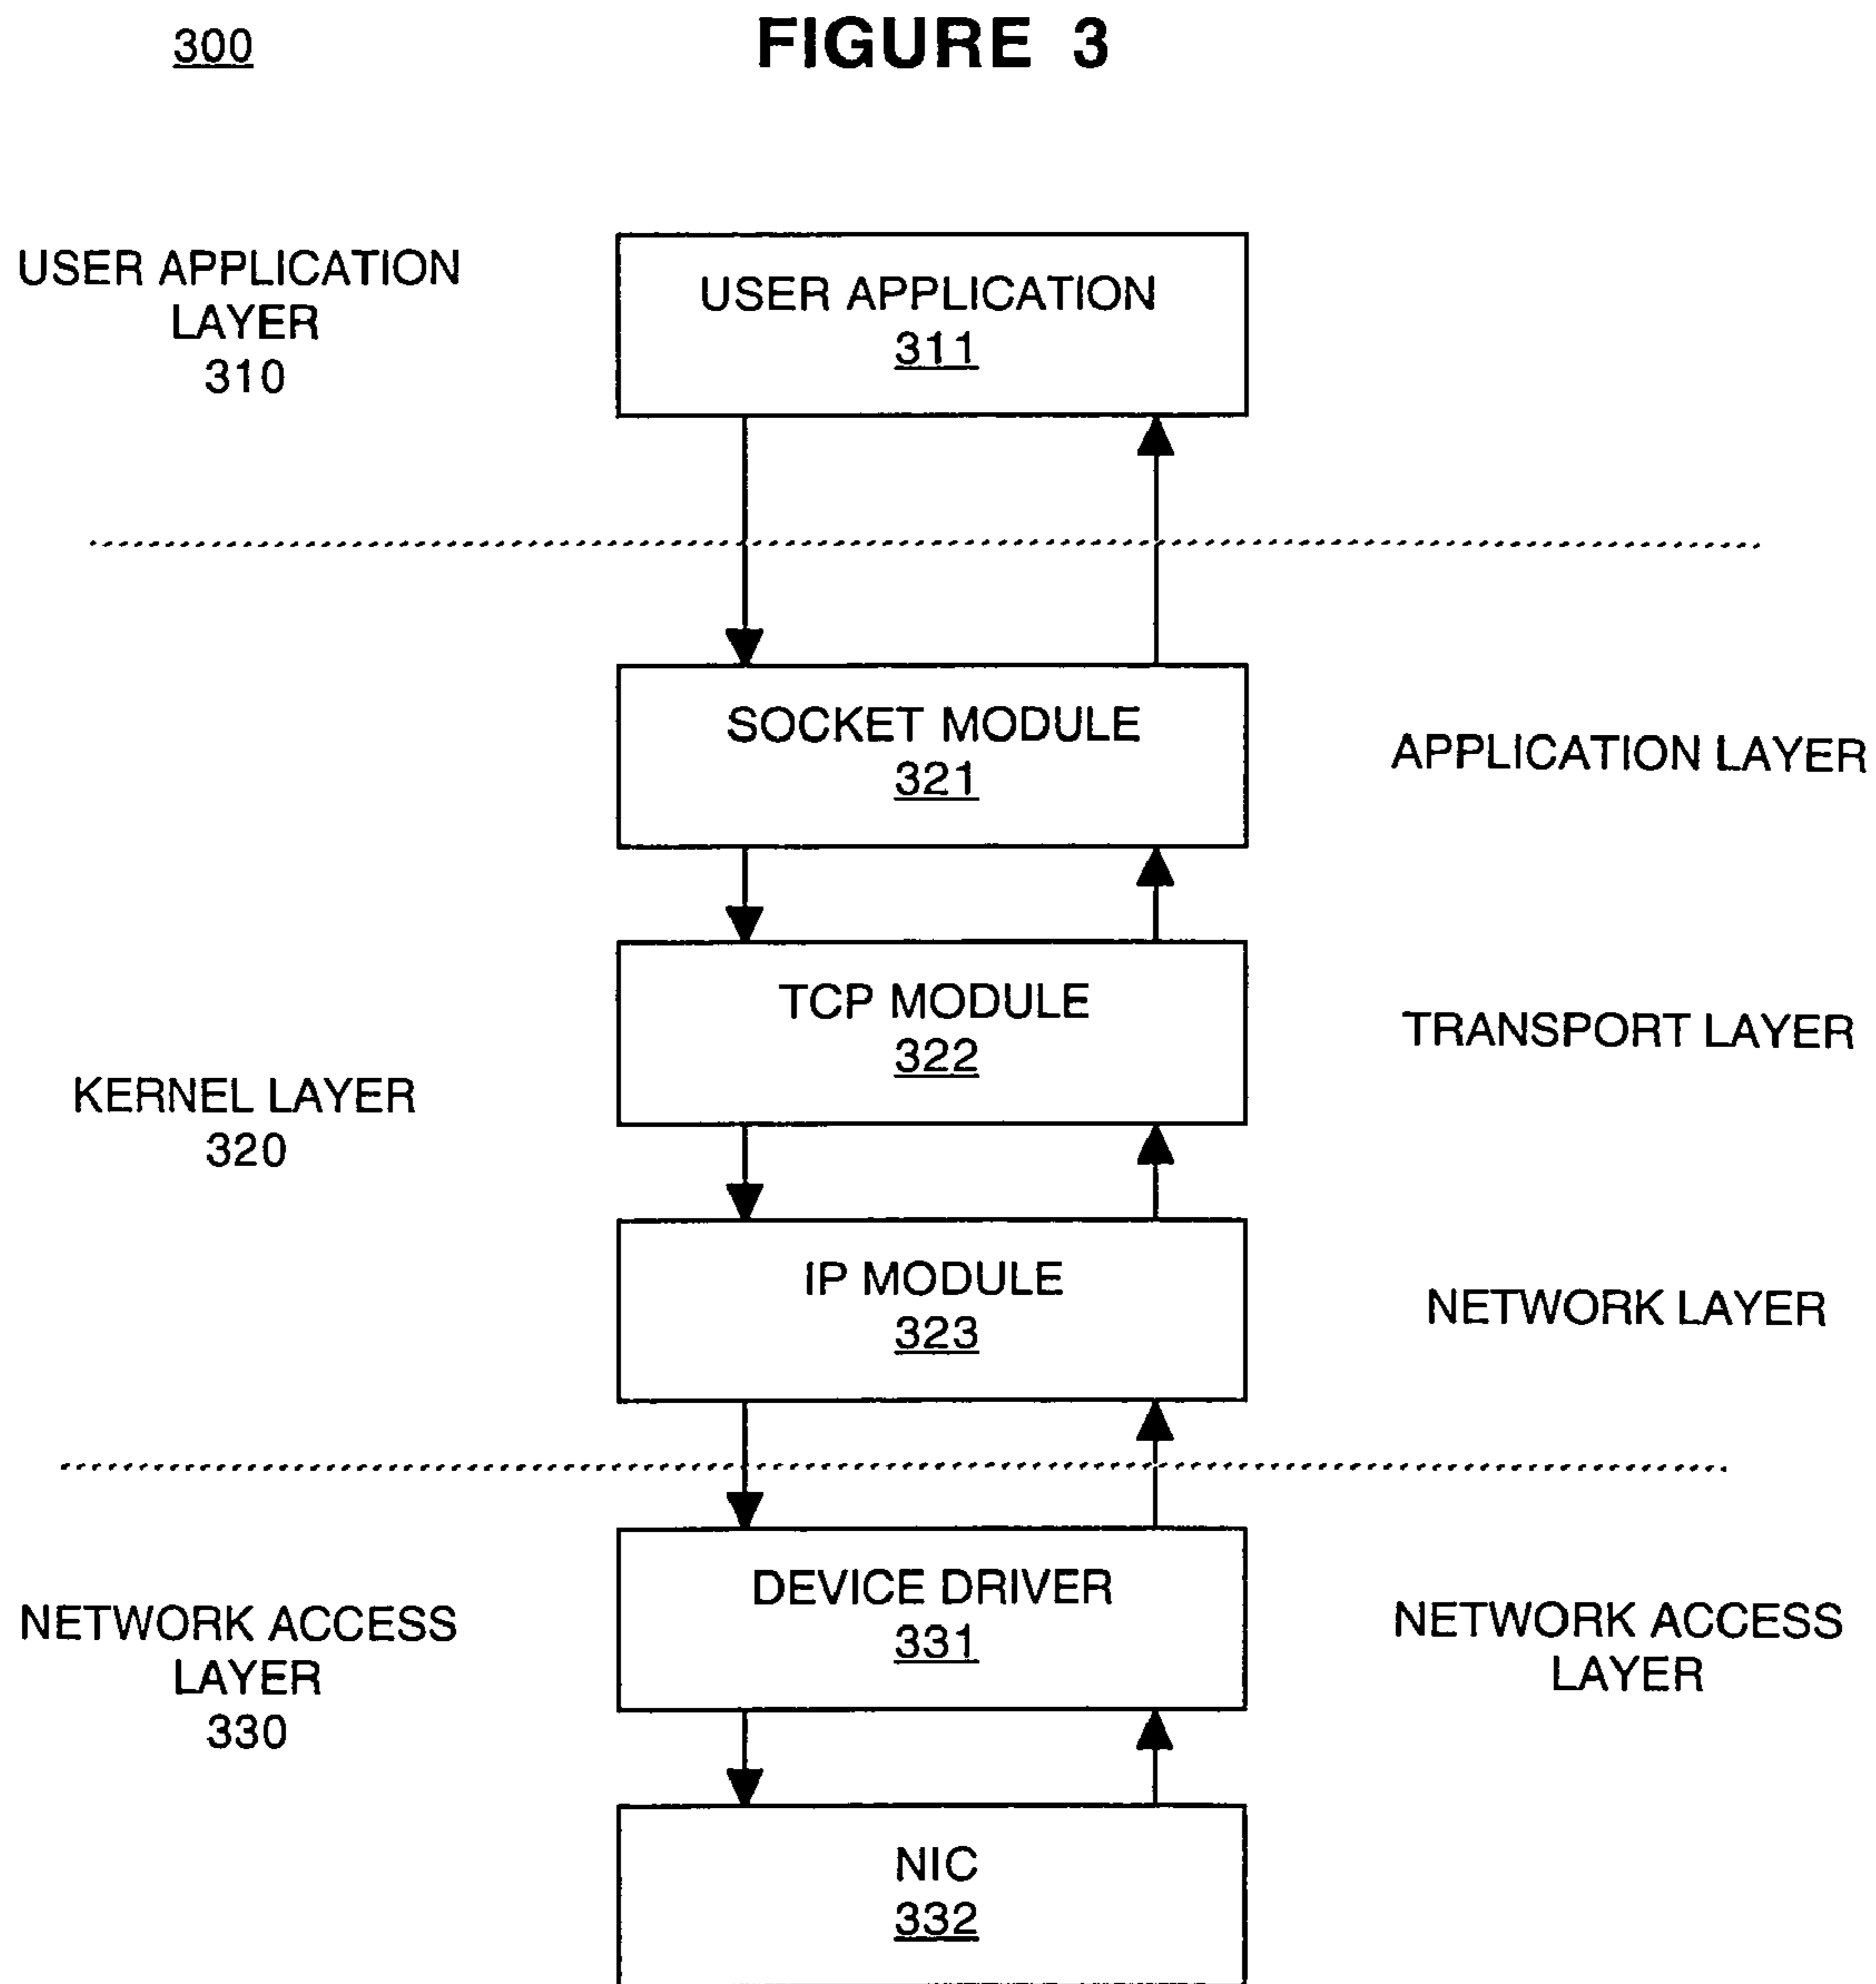 300
FIGURE 3
USER APPLICATION
LAYER
310
USER APPLICATION
311
SOCKET MODULE
321
APPLICATION LAYER
TCP MODULE
322
TRANSPORT LAYER
KERNEL LAYER
320
IP MODULE
323
NETWORK LAYER
DEVICE DRIVER
331
NETWORK ACCESS
LAYER
330
NETWORK ACCESS
LAYER
NIC
332